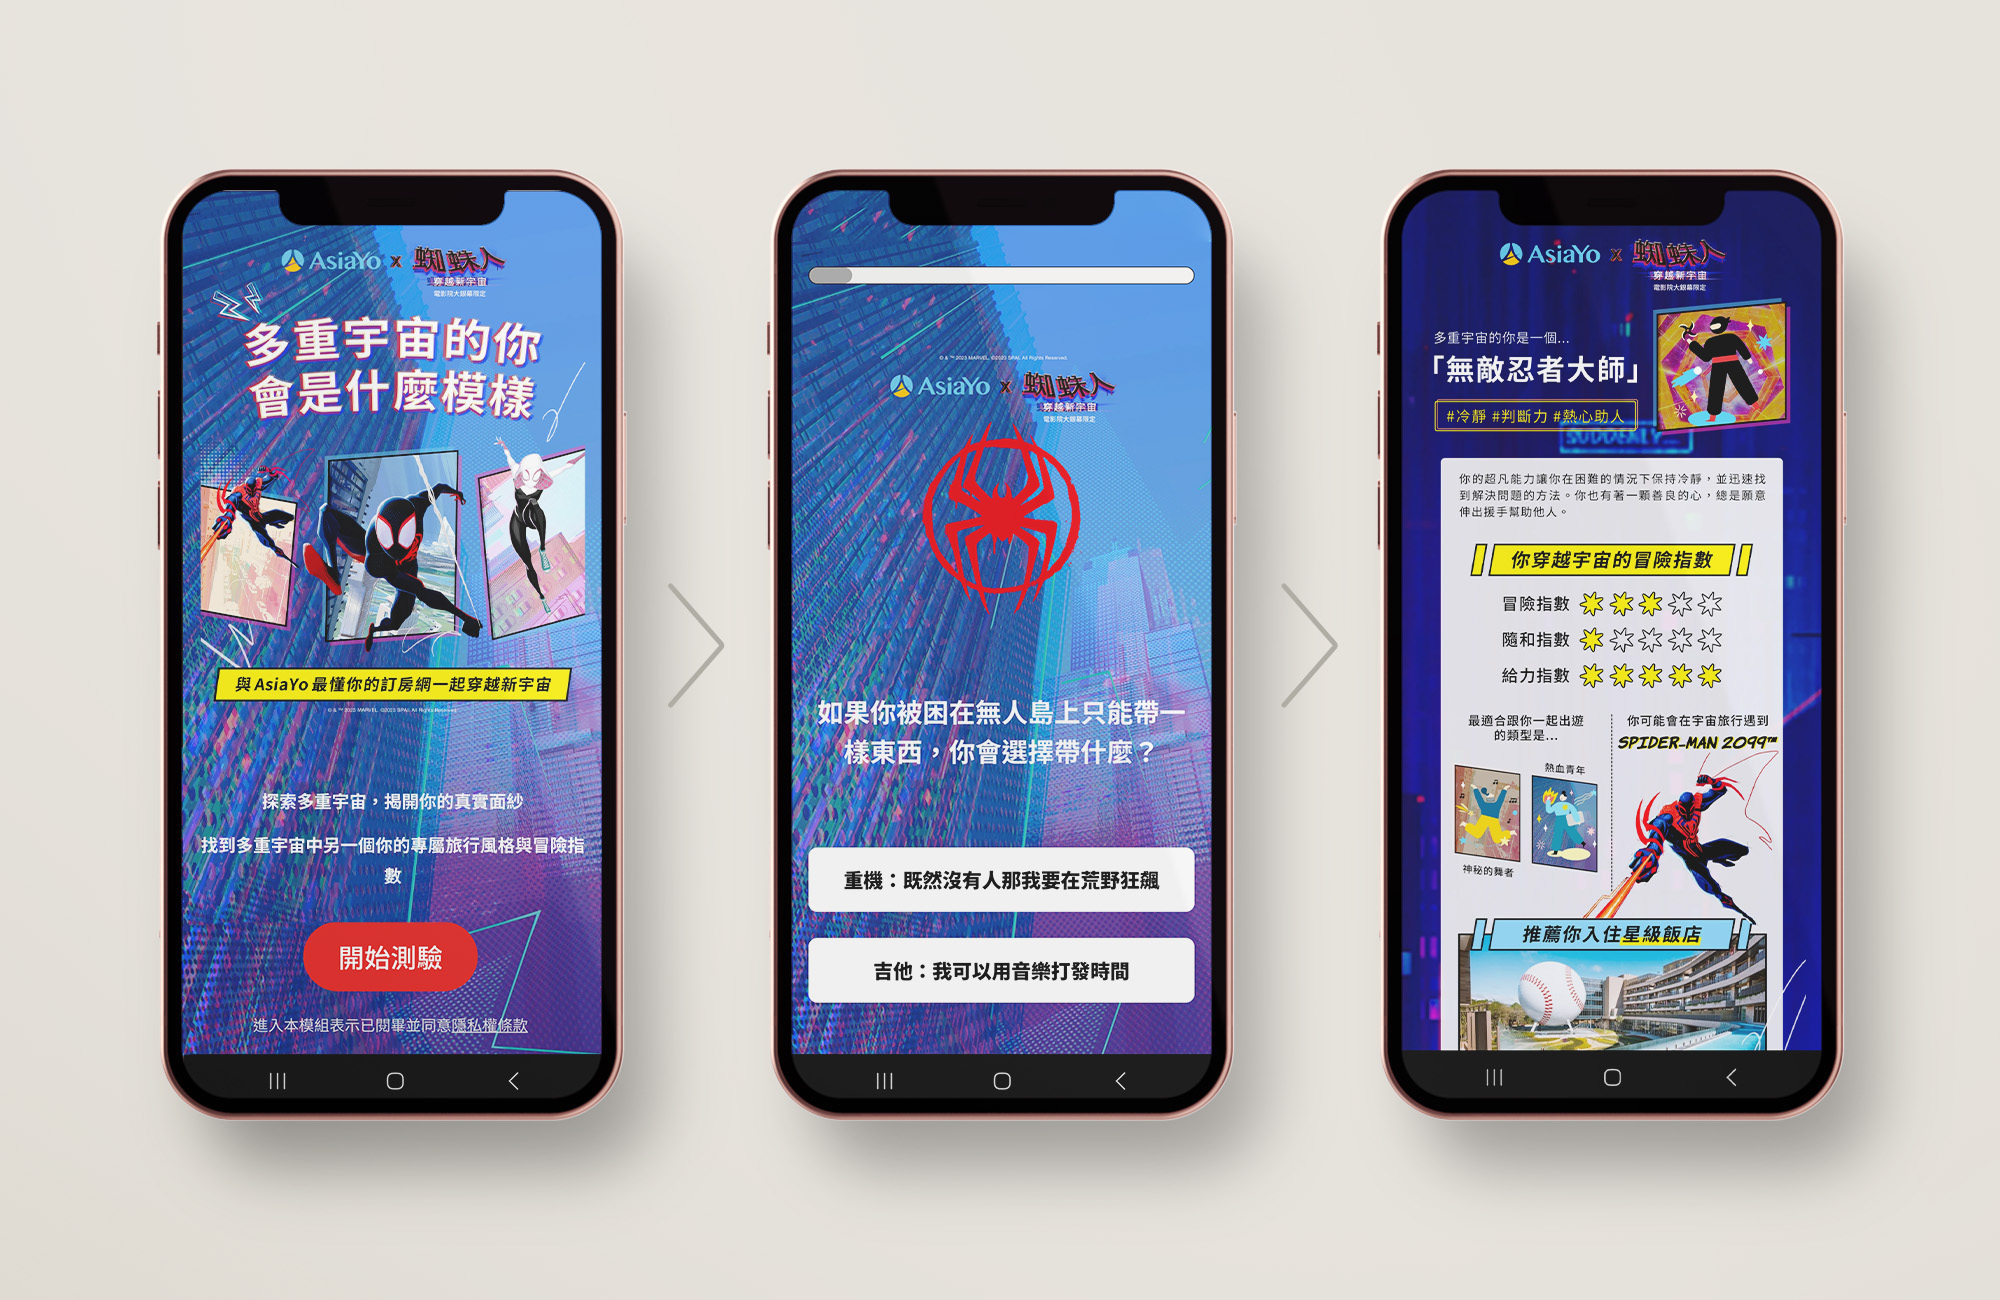 AsiaYo x 蜘蛛人
穿越新宇宙
電影院大銀幕限定
多重宇宙的你
會是什麼模樣
與AsiaYo最懂你的訂房網一起穿越新宇宙
© & ™ 2023 MARVEL. ©2023 SPAI. All Rights Reserved.
探索多重宇宙，揭開你的真實面紗
找到多重宇宙中另一個你的專屬旅行風格與冒險指
數
開始測驗
進入本模組表示已閱畢並同意隱私權條款
© & ™ 2023 MARVEL. ©2023 SPAI. All Rights Reserved.
AsiaYo x 蜘蛛人
穿越新宇宙
電影院大銀幕限定
如果你被困在無人島上只能帶一
樣東西，你會選擇帶什麼？
重機：既然沒有人那我要在荒野狂飆
吉他：我可以用音樂打發時間
AsiaYo x 蜘蛛人
穿越新宇宙
電影院大銀幕限定
多重宇宙的你是一個...
「無敵忍者大師」
#冷靜 #判斷力 #熱心助人
SUDDENLY...
你的超凡能力讓你在困難的情況下保持冷靜，並迅速找
到解決問題的方法。你也有著一顆善良的心，總是願意
伸出援手幫助他人。
你穿越宇宙的冒險指數
冒險指數
隨和指數
給力指數
最適合跟你一起出遊
的類型是...
熱血青年
神秘的舞者
你可能會在宇宙旅行遇到
SPIDER-MAN 2099™
推薦你入住星級飯店